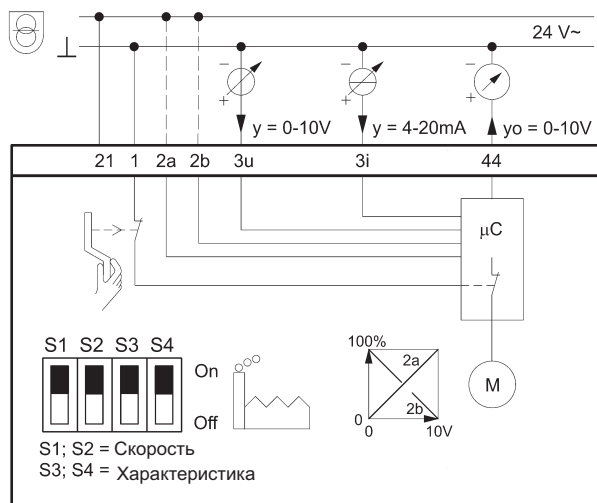 24 V~
y = 0-10V
y = 4-20mA
yo = 0-10V
21 1 2a 2b 3u 3i 44
µC
S1 S2 S3 S4
On
Off
S1; S2 = Скорость
S3; S4 = Характеристика
100%
2a
2b
0
0
10V
M